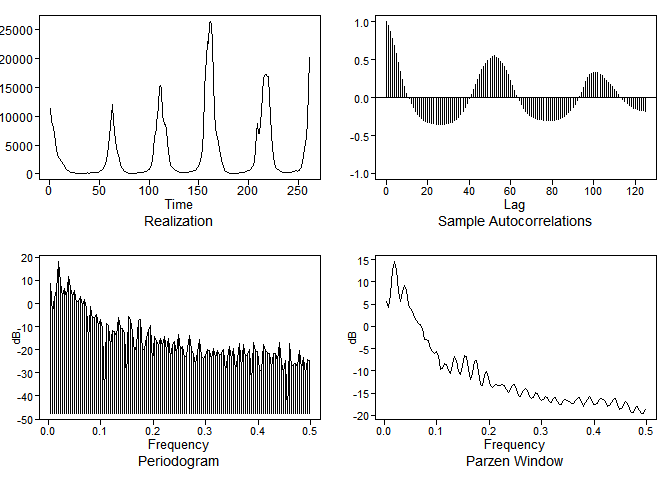 25000
20000
15000
10000
5000
0
0 50 100 150 200 250
Time
Realization
1.0
0.5
0.0
-0.5
-1.0
0 20 40 60 80 100 120
Lag
Sample Autocorrelations
20
10
0
-10
-20
-30
-40
-50
dB
0.0 0.1 0.2 0.3 0.4 0.5
Frequency
Periodogram
15
10
5
0
-5
-10
-15
-20
dB
0.0 0.1 0.2 0.3 0.4 0.5
Frequency
Parzen Window